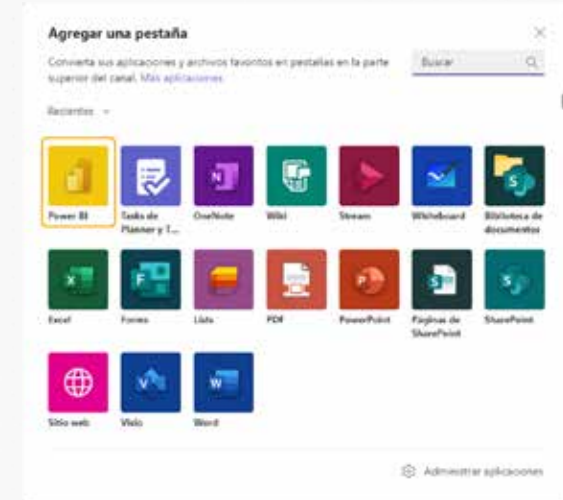 Agregar una pestaña
Convierta sus aplicaciones y archivos favoritos en pestañas en la parte
superior del canal. Más aplicaciones
Buscar
Recientes
Power BI
Tasks de
Planner y T...
OneNote
Wiki
Stream
Whiteboard
Biblioteca de
documentos
Excel
Forms
Lists
PDF
PowerPoint
Páginas de
SharePoint
SharePoint
Sitio web
Visio
Word
Administrar aplicaciones